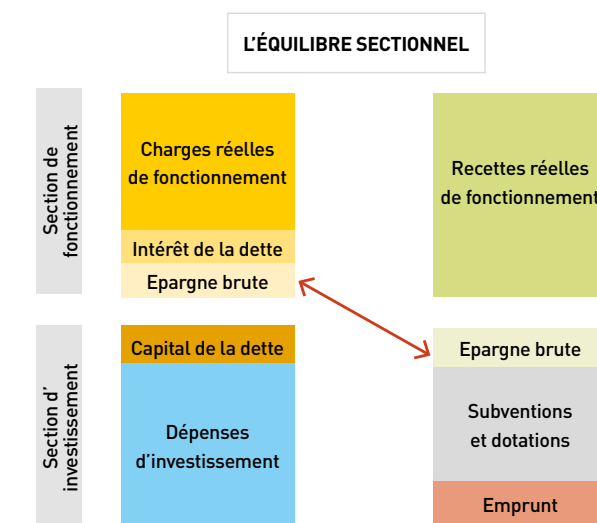 L'ÉQUILIBRE SECTIONNEL
Section de
fonctionnement
Charges réelles
de fonctionnement
Intérêt de la dette
Epargne brute
Recettes réelles
de fonctionnement
Section d'
investissement
Capital de la dette
Dépenses
d'investissement
Epargne brute
Subventions
et dotations
Emprunt